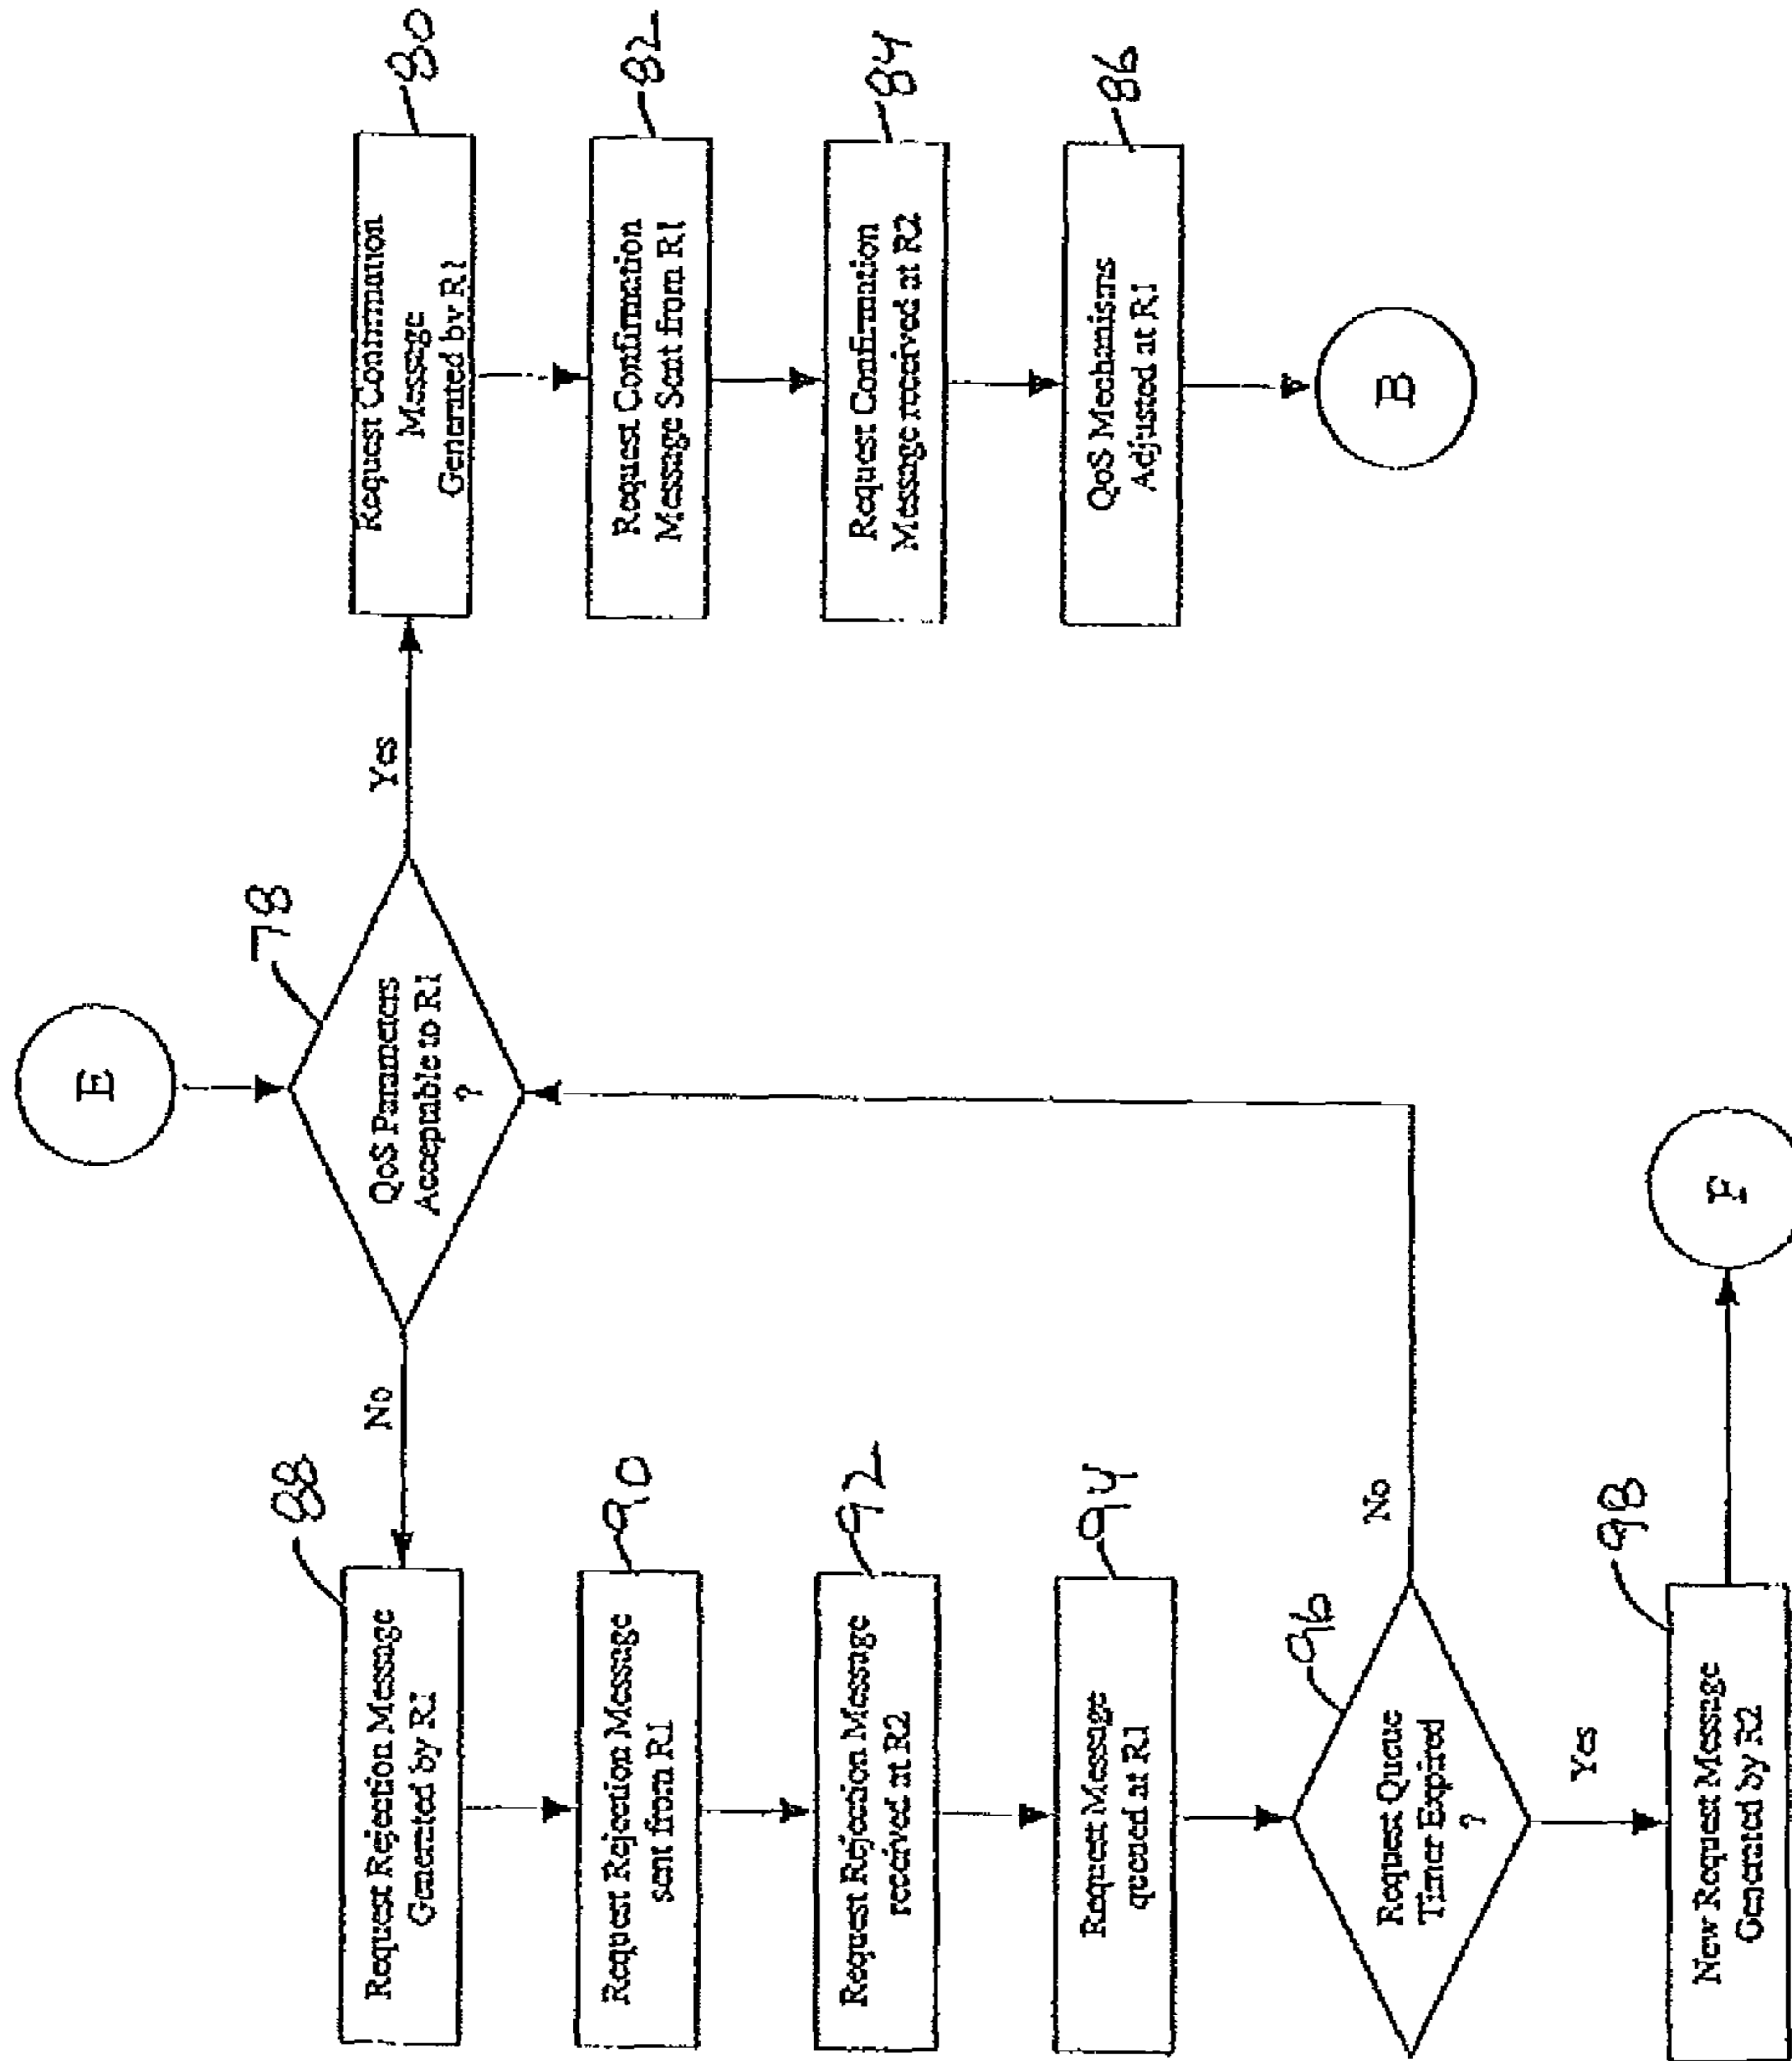 E
78
QoS Parameters
Acceptable to R1
?
Yes
No
80
Request Confirmation
Message
Generated by R1
82
Request Confirmation
Message Sent from R1
84
Request Confirmation
Message received at R2
86
QoS Mechanisms
Adjusted at R1
B
88
Request Rejection Message
Generated by R1
90
Request Rejection Message
sent from R1
92
Request Rejection Message
received at R2
94
Request Message
queued at R1
96
Request Queue
Timer Expired
?
No
Yes
98
New Request Message
Generated by R2
F